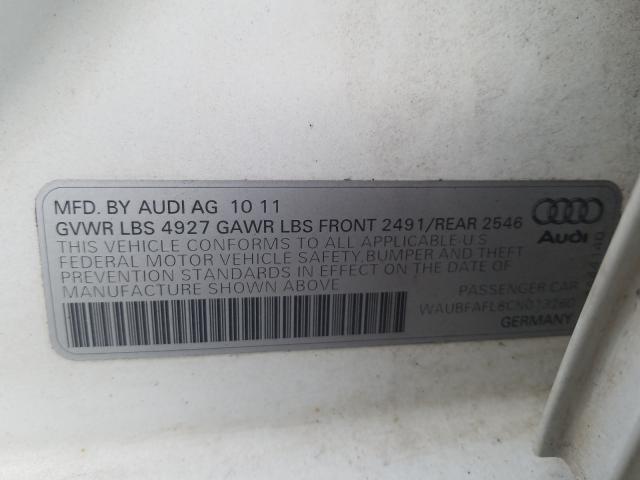 MFD. BY AUDI AG 10 11
GVWR LBS 4927 GAWR LBS FRONT 2491/REAR 2546
THIS VEHICLE CONFORMS TO ALL APPLICABLE U.S
FEDERAL MOTOR VEHICLE SAFETY, BUMPER AND THEFT
PREVENTION STANDARDS IN EFFECT ON THE DATE OF
MANUFACTURE SHOWN ABOVE
Audi
PASSENGER CAR
GERMANY